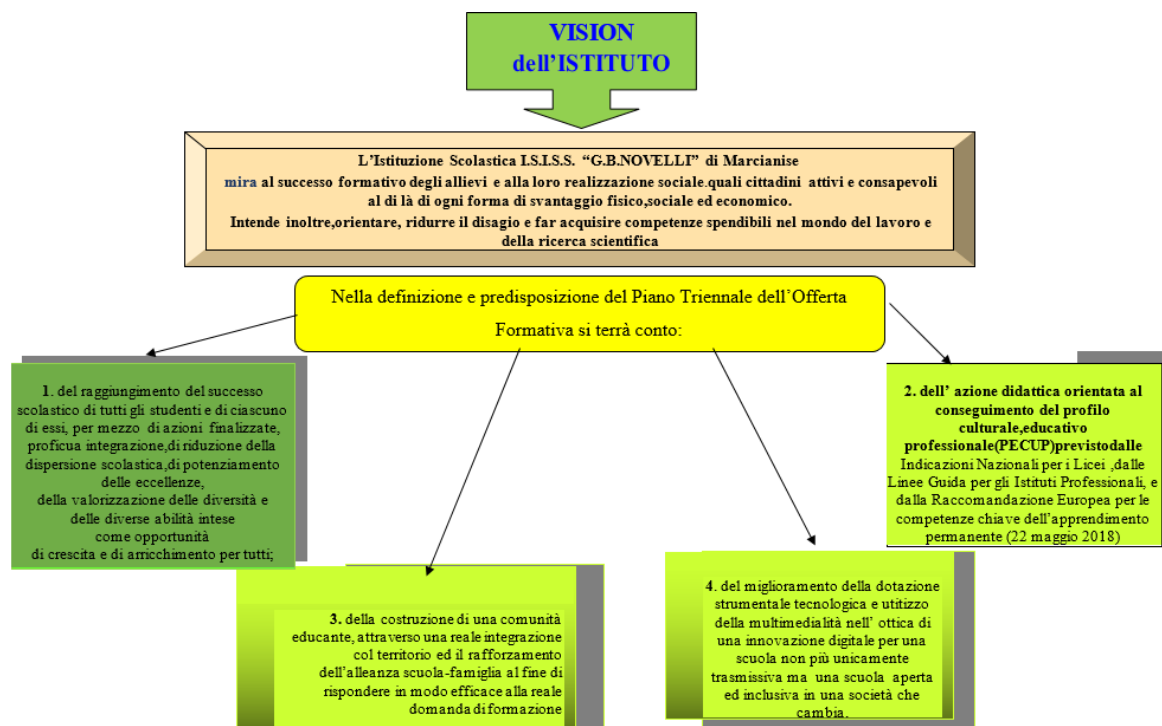 VISION
dell'ISTITUTO
L'Istituzione Scolastica I.S.I.S.S. “G.B.NOVELLI” di Marcianise
mira al successo formativo degli allievi e alla loro realizzazione sociale.quali cittadini attivi e consapevoli
al di là di ogni forma di svantaggio fisico,sociale ed economico.
Intende inoltre,orientare, ridurre il disagio e far acquisire competenze spendibili nel mondo del lavoro e
della ricerca scientifica
Nella definizione e predisposizione del Piano Triennale dell'Offerta
Formativa si terrà conto:
1. del raggiungimento del successo
scolastico di tutti gli studenti e di ciascuno
di essi, per mezzo di azioni finalizzate,
proficua integrazione,di riduzione della
dispersione scolastica,di potenziamento
delle eccellenze,
della valorizzazione delle diversità e
delle diverse abilità intese
come opportunità
di crescita e di arricchimento per tutti;
2. dell' azione didattica orientata al
conseguimento del profilo
culturale,educativo
professionale(PECUP)previstodalle
Indicazioni Nazionali per i Licei ,dalle
Linee Guida per gli Istituti Professionali, e
dalla Raccomandazione Europea per le
competenze chiave dell'apprendimento
permanente (22 maggio 2018)
3. della costruzione di una comunità
educante, attraverso una reale integrazione
col territorio ed il rafforzamento
dell'alleanza scuola-famiglia al fine di
rispondere in modo efficace alla reale
domanda di formazione
4. del miglioramento della dotazione
strumentale tecnologica e utitizzo
della multimedialità nell' ottica di
una innovazione digitale per una
scuola non più unicamente
trasmissiva ma una scuola aperta
ed inclusiva in una società che
cambia.